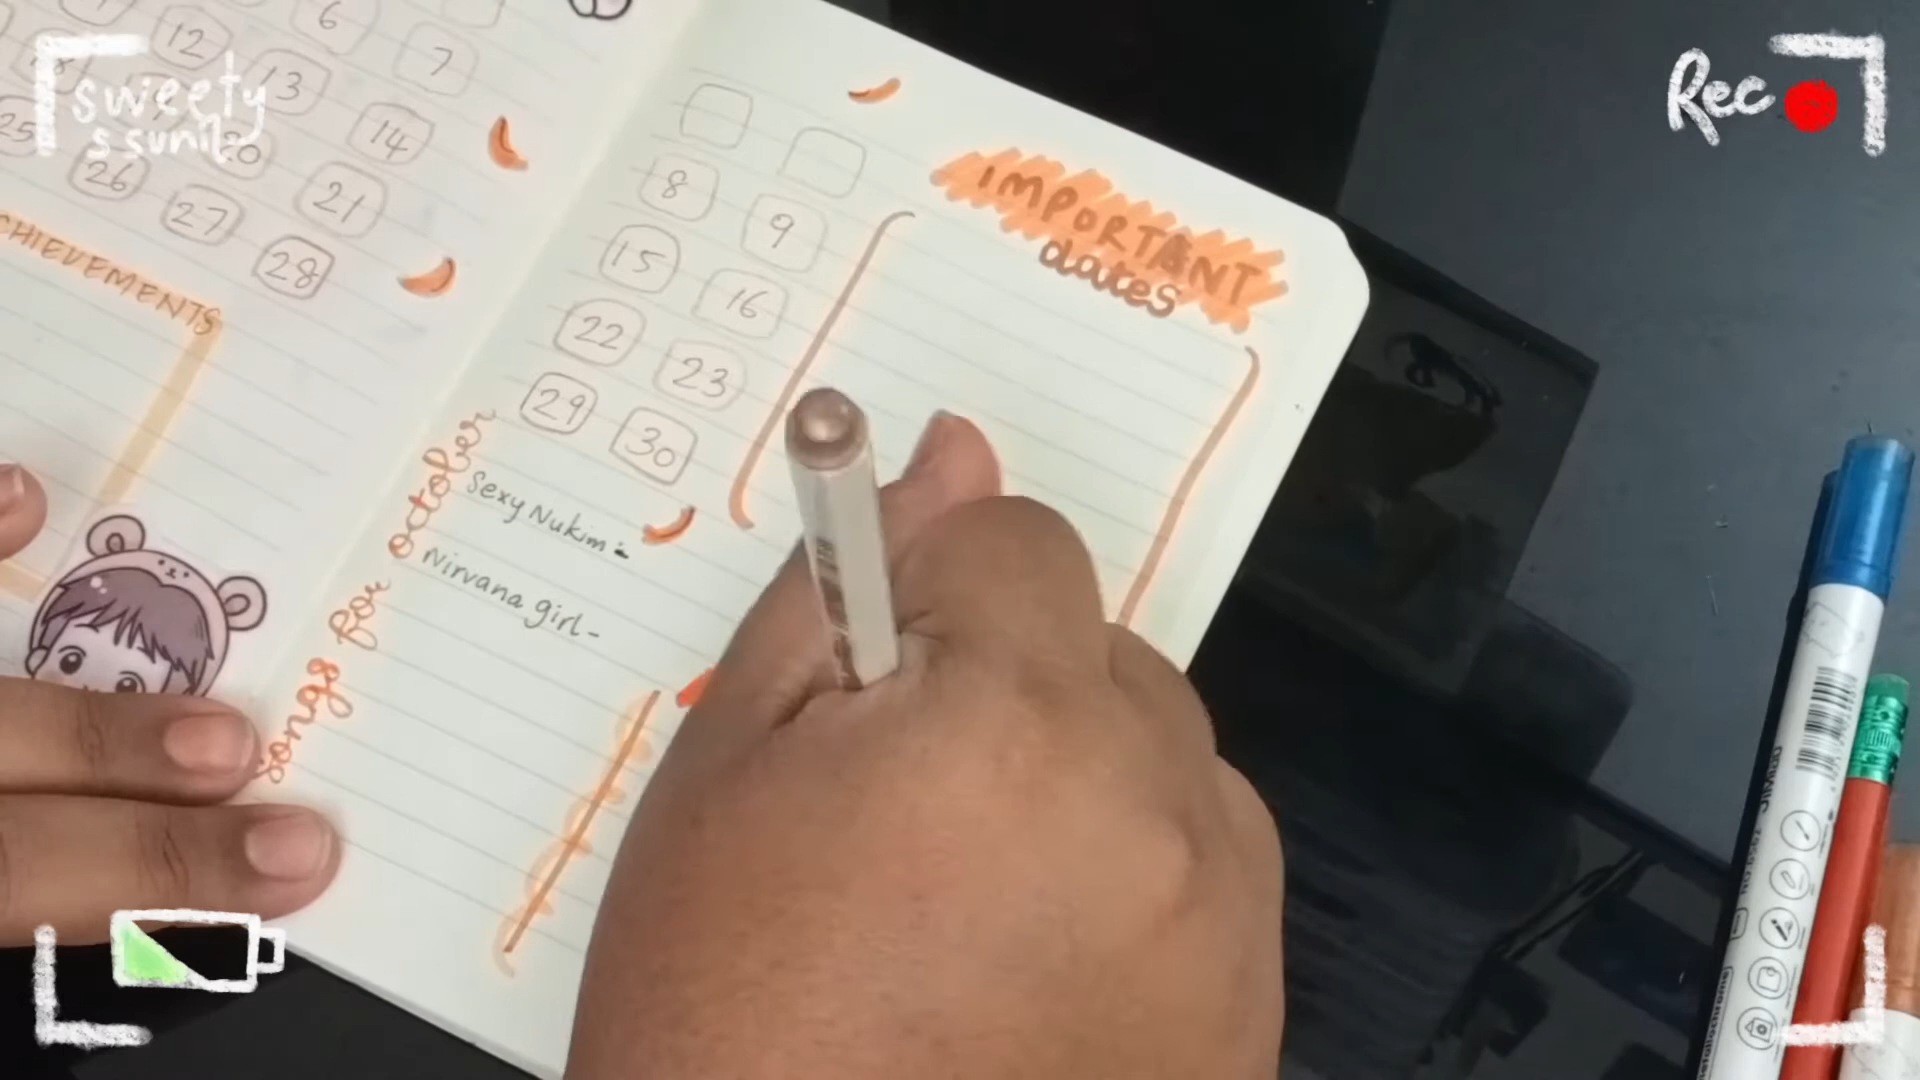 sweety
s sunil
Rec
6
7
12
13
14
20
21
25
26
27
28
CHIEVEMENTS
8
9
15
16
22
23
29
30
IMPORTANT
dates
songs for october
Sexy Nukim:-
Nirvana girl-